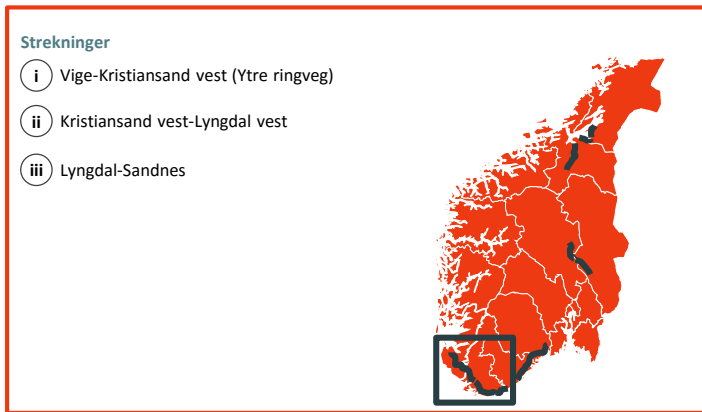 Strekninger
i Vige-Kristiansand vest (Ytre ringveg)
ii Kristiansand vest-Lyngdal vest
iii Lyngdal-Sandnes